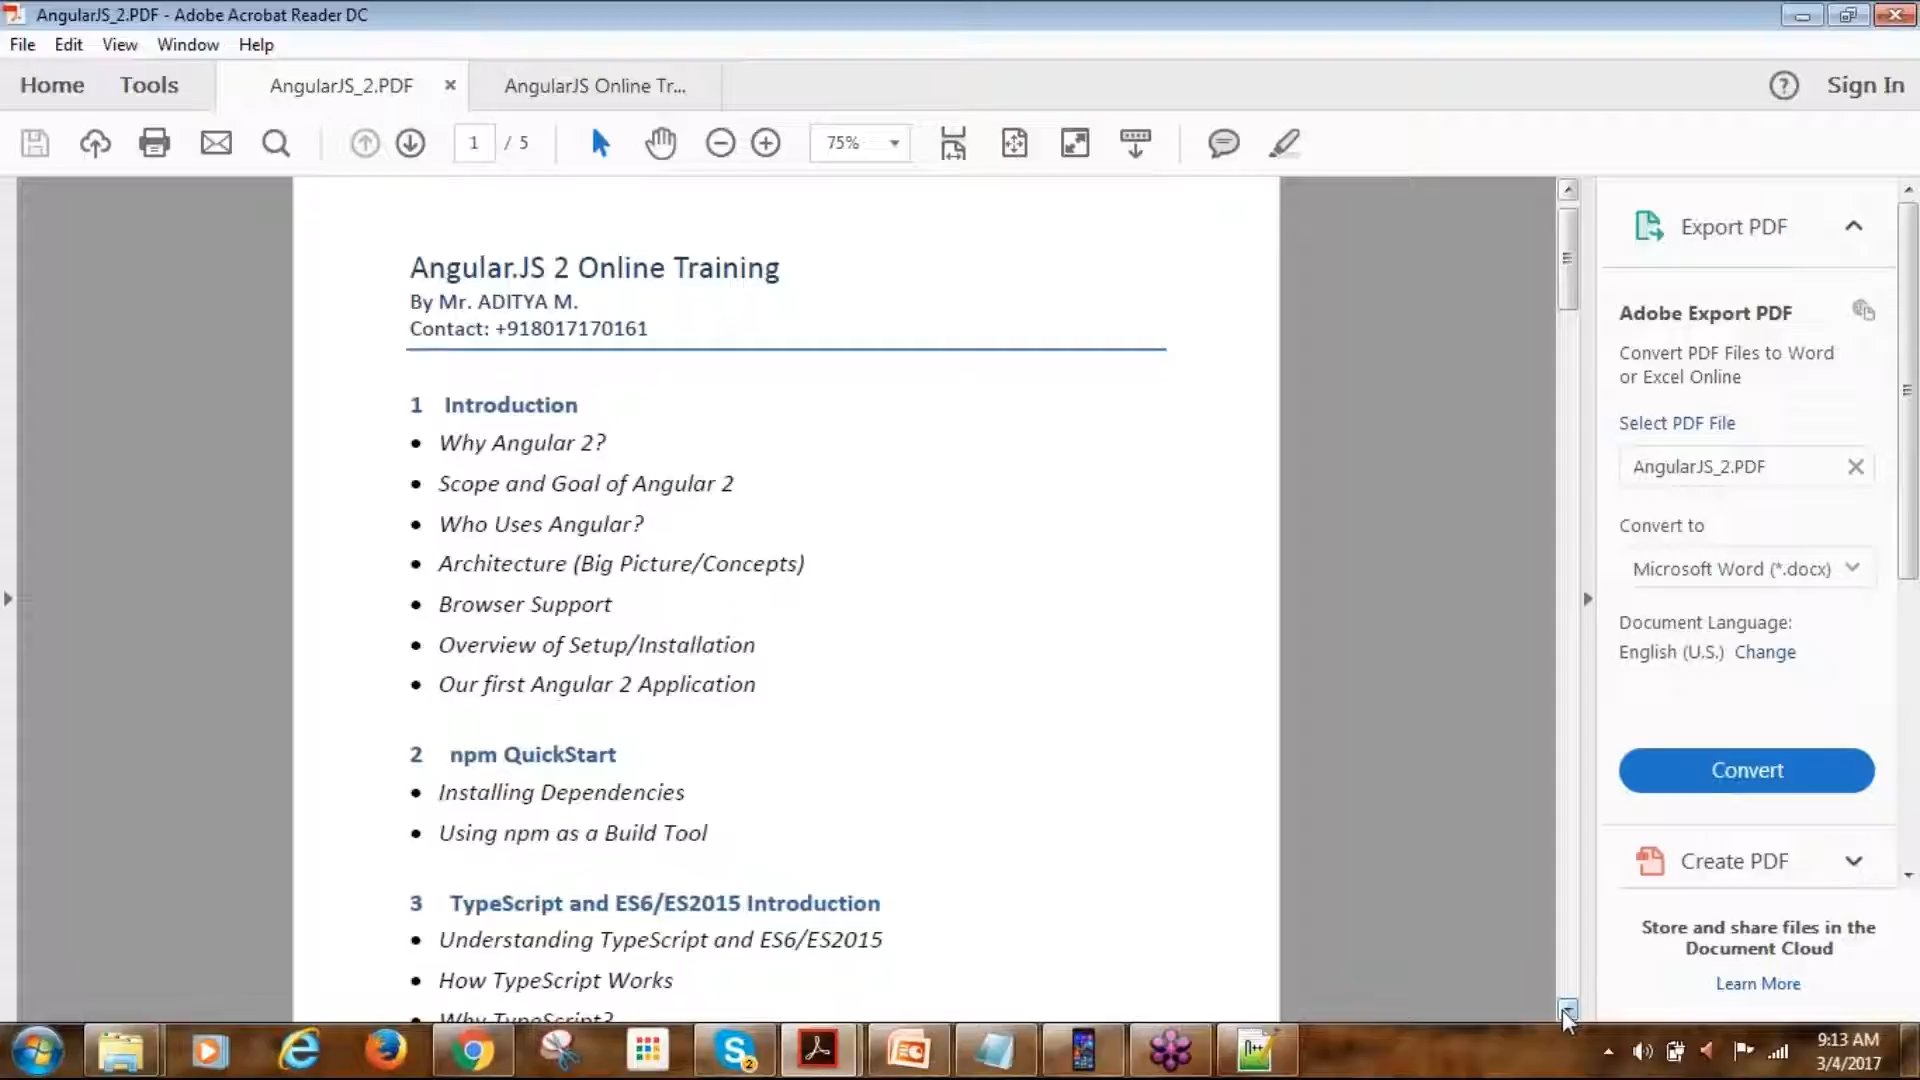 AngularJS_2.PDF - Adobe Acrobat Reader DC
File Edit View Window Help
Home Tools AngularJS_2.PDF AngularJS Online Tr... Sign In
1 / 5 75%
Angular.JS 2 Online Training
By Mr. ADITYA M.
Contact: +918017170161
1 Introduction
• Why Angular 2?
• Scope and Goal of Angular 2
• Who Uses Angular?
• Architecture (Big Picture/Concepts)
• Browser Support
• Overview of Setup/Installation
• Our first Angular 2 Application
2 npm QuickStart
• Installing Dependencies
• Using npm as a Build Tool
3 TypeScript and ES6/ES2015 Introduction
• Understanding TypeScript and ES6/ES2015
• How TypeScript Works
• Why TypeScript?
Export PDF
Adobe Export PDF
Convert PDF Files to Word
or Excel Online
Select PDF File
AngularJS_2.PDF
Convert to
Microsoft Word (*.docx)
Document Language:
English (U.S.) Change
Convert
Create PDF
Store and share files in the
Document Cloud
Learn More
9:13 AM
3/4/2017